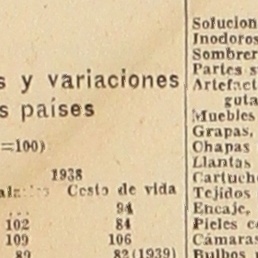 s y variaciones
s países
=100)
1938
Costo de vida
... 94
102 84
109 106
89 82 (1939)
Solucion
Inodoros
Sombrer
Partes s
Artefact
guta
Muebles
Grapas,
Chapas
Llantas
Cartuch
Tejidos
Encaje,
Pieles c
Cámaras
Bulbos